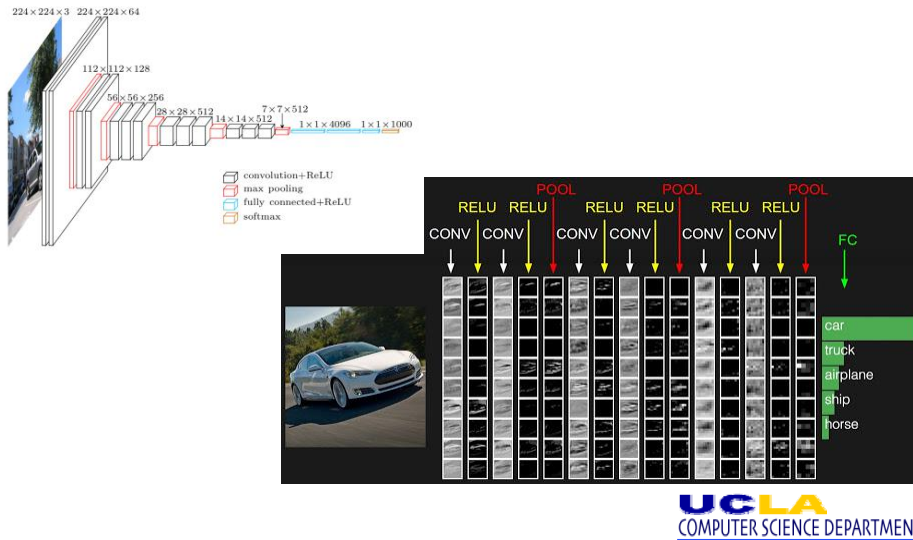 224×224×3 224×224×64
112×112×128
56×56×256
28×28×512
14×14×512
7×7×512
1×1×4096 1×1×1000
convolution+ReLU
max pooling
fully connected+ReLU
softmax
POOL POOL POOL
RELU RELU RELU RELU RELU RELU
CONV CONV CONV CONV CONV CONV
FC
car
truck
airplane
ship
horse
UCLA
COMPUTER SCIENCE DEPARTMEN